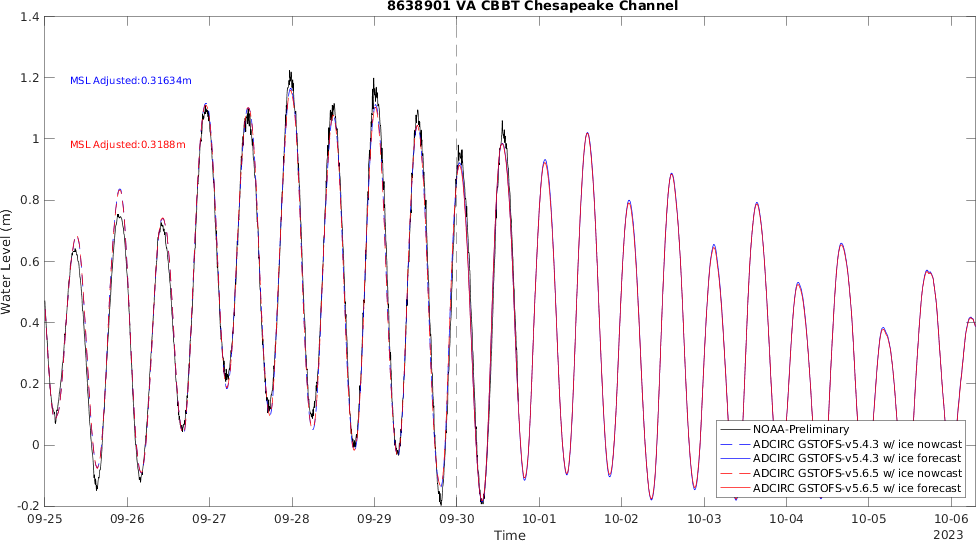 8638901 VA CBBT Chesapeake Channel
1.4
1.2
1
0.8
0.6
0.4
0.2
0
-0.2
Water Level (m)
MSL Adjusted:0.31634m
MSL Adjusted:0.3188m
NOAA-Preliminary
ADCIRC GSTOFS-v5.4.3 w/ ice nowcast
ADCIRC GSTOFS-v5.4.3 w/ ice forecast
ADCIRC GSTOFS-v5.6.5 w/ ice nowcast
ADCIRC GSTOFS-v5.6.5 w/ ice forecast
09-25 09-26 09-27 09-28 09-29 09-30 10-01 10-02 10-03 10-04 10-05 10-06
Time
2023